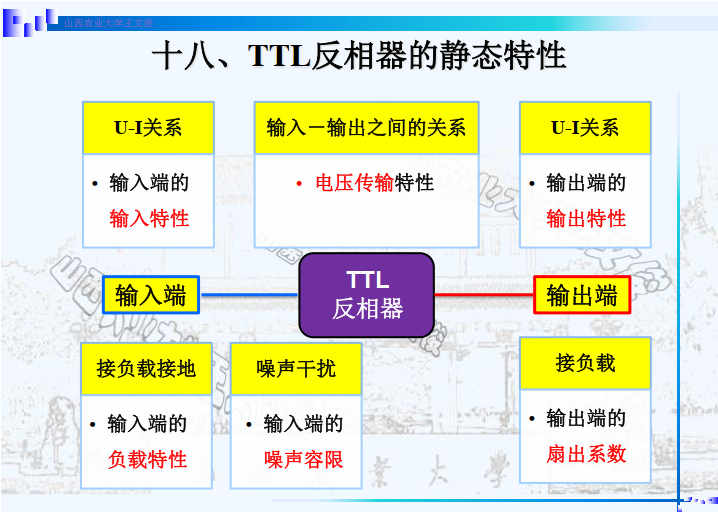 山西农业大学王文俊
十八、TTL反相器的静态特性
U-I关系
输入－输出之间的关系
U-I关系
• 输入端的
输入特性
• 电压传输特性
• 输出端的
输出特性
输入端
TTL
反相器
输出端
接负载接地
噪声干扰
接负载
• 输入端的
负载特性
• 输入端的
噪声容限
• 输出端的
扇出系数
业 大 学